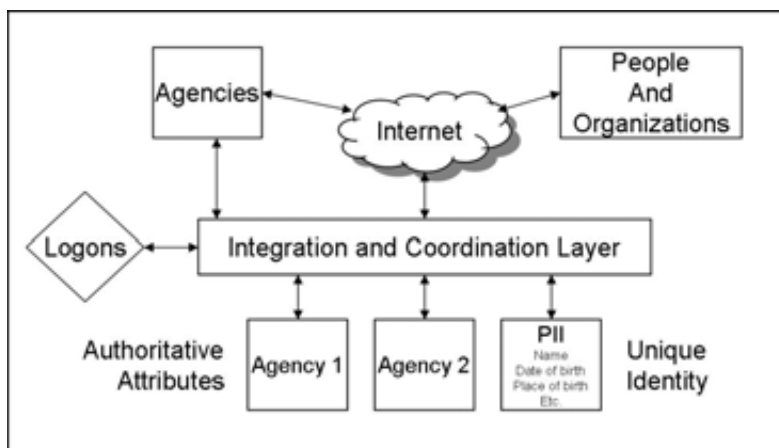 People
And
Organizations
Agencies
Internet
Logons
Integration and Coordination Layer
Authoritative
Attributes
Agency 1
Agency 2
PII
Name
Date of birth
Place of birth
Etc.
Unique
Identity